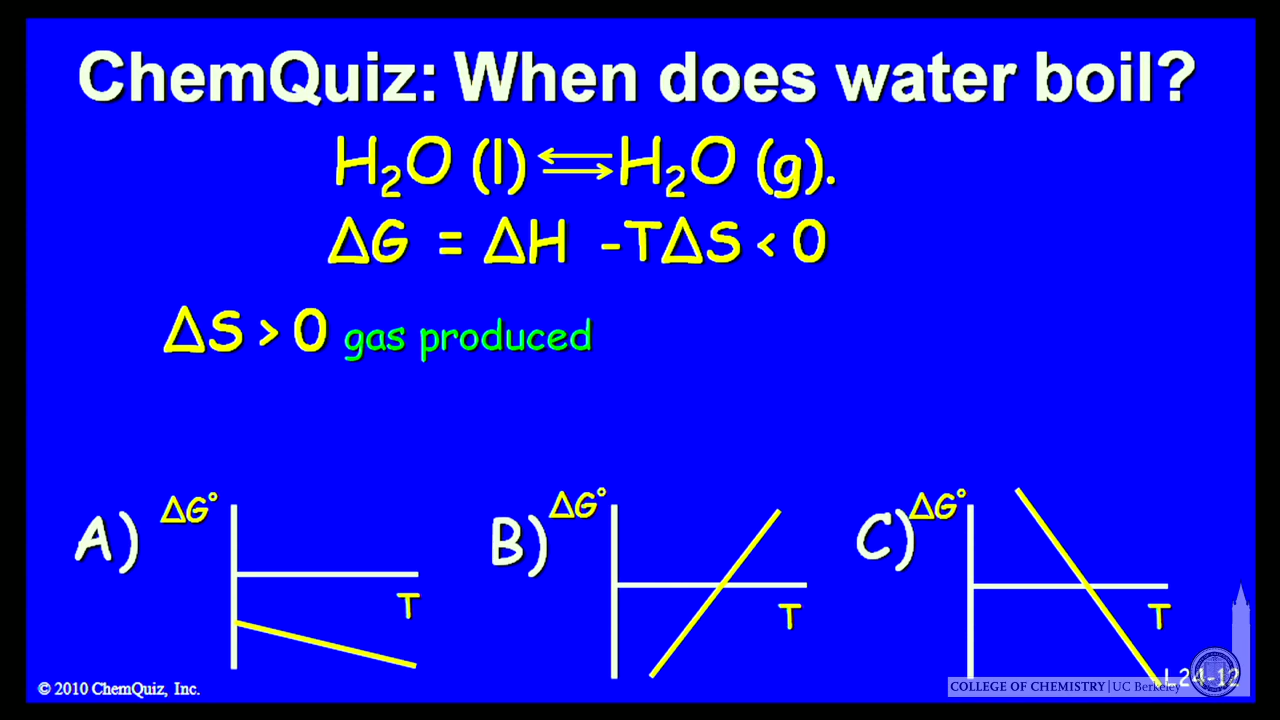 ChemQuiz: When does water boil?
H₂O (l) ⇌ H₂O (g).
ΔG = ΔH -TΔS < 0
ΔS > 0 gas produced
A) ΔG° T
B) ΔG° T
C) ΔG° T
© 2010 ChemQuiz, Inc.
COLLEGE OF CHEMISTRY | UC Berkeley
L24-12